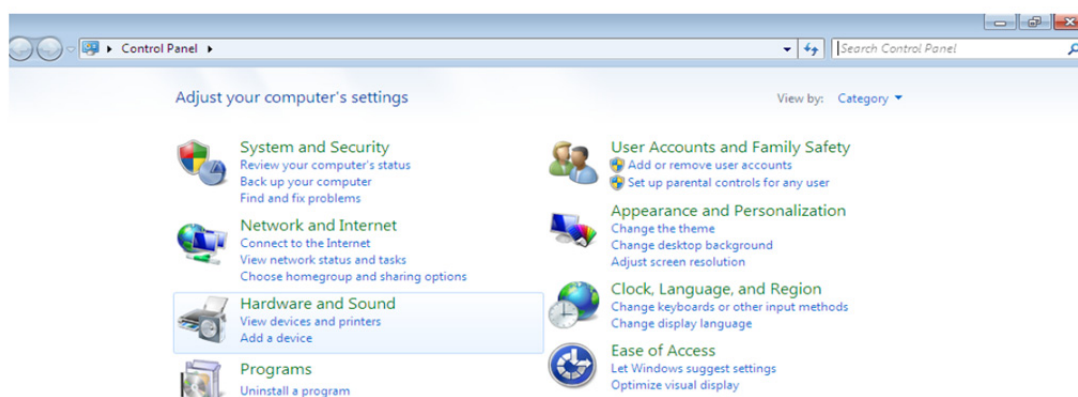 Control Panel
Search Control Panel
Adjust your computer's settings
View by: Category
System and Security
Review your computer's status
Back up your computer
Find and fix problems
Network and Internet
Connect to the Internet
View network status and tasks
Choose homegroup and sharing options
Hardware and Sound
View devices and printers
Add a device
Programs
Uninstall a program
User Accounts and Family Safety
Add or remove user accounts
Set up parental controls for any user
Appearance and Personalization
Change the theme
Change desktop background
Adjust screen resolution
Clock, Language, and Region
Change keyboards or other input methods
Change display language
Ease of Access
Let Windows suggest settings
Optimize visual display